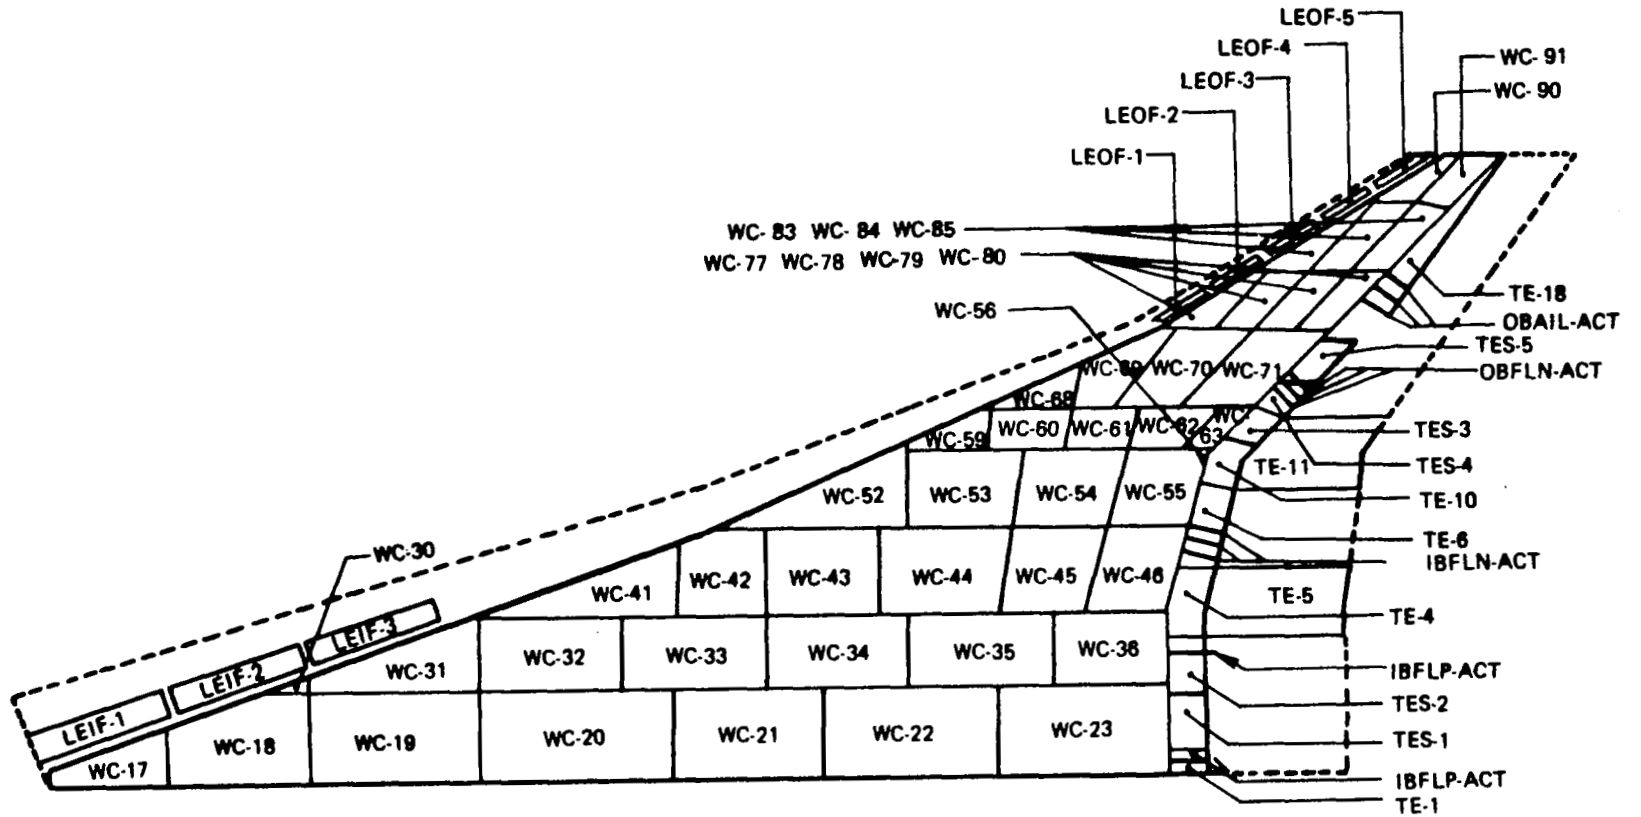 LEOF-5
LEOF-4
LEOF-3
LEOF-2
LEOF-1
WC-91
WC-90
WC-83 WC-84 WC-85
WC-77 WC-78 WC-79 WC-80
WC-56
TE-18
OBAIL-ACT
TES-5
OBFLN-ACT
WC-69 WC-70 WC-71
WC-68
WC-59 WC-60 WC-61 WC-62 WC-63
TES-3
TE-11
TES-4
TE-10
WC-52 WC-53 WC-54 WC-55
TE-6
IBFLN-ACT
WC-30
WC-41 WC-42 WC-43 WC-44 WC-45 WC-46
TE-5
TE-4
LEIF-3
LEIF-2
LEIF-1
WC-31 WC-32 WC-33 WC-34 WC-35 WC-36
IBFLP-ACT
TES-2
TES-1
WC-17 WC-18 WC-19 WC-20 WC-21 WC-22 WC-23
IBFLP-ACT
TE-1